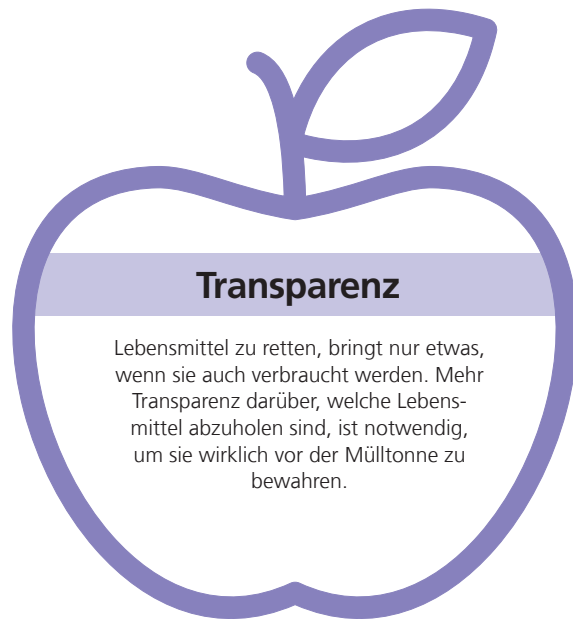 Transparenz
Lebensmittel zu retten, bringt nur etwas,
wenn sie auch verbraucht werden. Mehr
Transparenz darüber, welche Lebens-
mittel abzuholen sind, ist notwendig,
um sie wirklich vor der Mülltonne zu
bewahren.